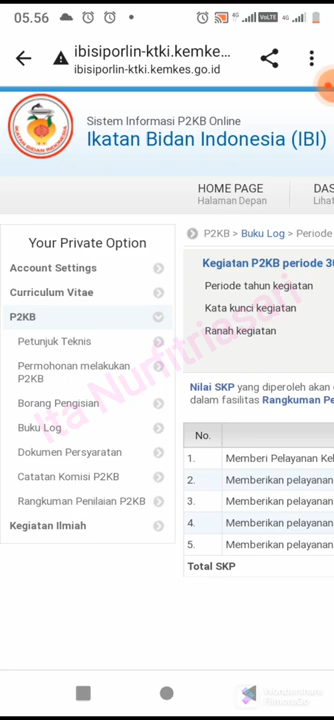 05.56
4G VoLTE 4G
ibisiporlin-ktki.kemke...
ibisiporlin-ktki.kemkes.go.id
IKATAN BIDAN INDONESIA
Sistem Informasi P2KB Online
Ikatan Bidan Indonesia (IBI)
HOME PAGE
Halaman Depan
DAS
Lihat
Your Private Option
Account Settings
Curriculum Vitae
P2KB
Petunjuk Teknis
Permohonan melakukan
P2KB
Borang Pengisian
Buku Log
Dokumen Persyaratan
Catatan Komisi P2KB
Rangkuman Penilaian P2KB
Kegiatan Ilmiah
P2KB > Buku Log > Periode
Kegiatan P2KB periode 30
Periode tahun kegiatan
Kata kunci kegiatan
Ranah kegiatan
Nilai SKP yang diperoleh akan
dalam fasilitas Rangkuman Pe
No.
1. Memberi Pelayanan Kel
2. Memberikan pelayanan
3. Memberikan pelayanan
4. Memberikan pelayanan
5. Memberikan pelayanan
Total SKP
Ita Nurfitriasari
Wondershare
FilmoraGo